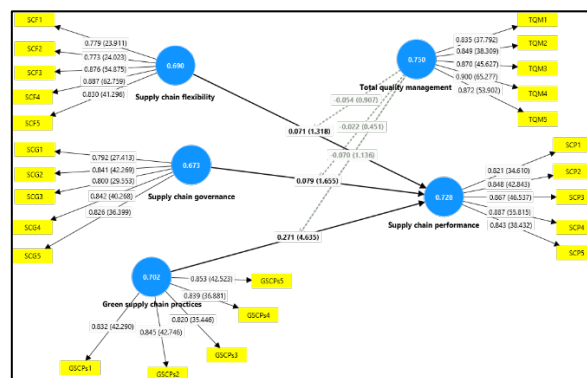 SCF1
SCF2
SCF3
SCF4
SCF5
0.779 (23.911)
0.773 (24.023)
0.876 (54.875)
0.887 (62.759)
0.830 (41.296)
0.690
Supply chain flexibility
TQM1
TQM2
TQM3
TQM4
TQM5
0.835 (37.792)
0.849 (38.309)
0.870 (45.627)
0.900 (65.277)
0.872 (53.902)
0.750
Total quality management
-0.054 (0.907)
-0.022 (0.451)
-0.070 (1.136)
0.071 (1.318)
0.079 (1.655)
0.271 (4.635)
SCG1
SCG2
SCG3
SCG4
SCG5
0.792 (27.413)
0.841 (42.269)
0.800 (29.553)
0.842 (40.268)
0.826 (36.399)
0.673
Supply chain governance
SCP1
SCP2
SCP3
SCP4
SCP5
0.821 (34.610)
0.848 (42.843)
0.867 (46.537)
0.887 (55.815)
0.843 (38.432)
0.728
Supply chain performance
0.702
Green supply chain practices
0.853 (42.523)
0.839 (36.881)
0.820 (35.446)
0.845 (42.746)
0.832 (42.290)
GSCPs5
GSCPs4
GSCPs3
GSCPs2
GSCPs1